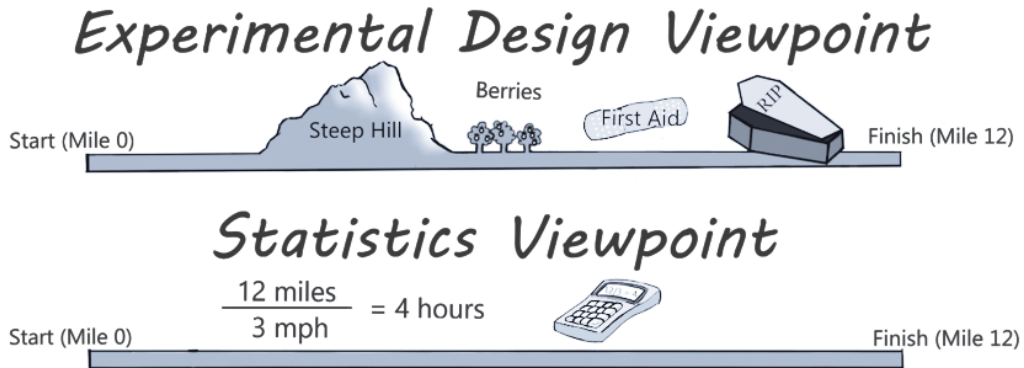 Experimental Design Viewpoint
Berries
First Aid
RIP
Steep Hill
Start (Mile 0)
Finish (Mile 12)
Statistics Viewpoint
12 miles
3 mph
= 4 hours
Start (Mile 0)
Finish (Mile 12)